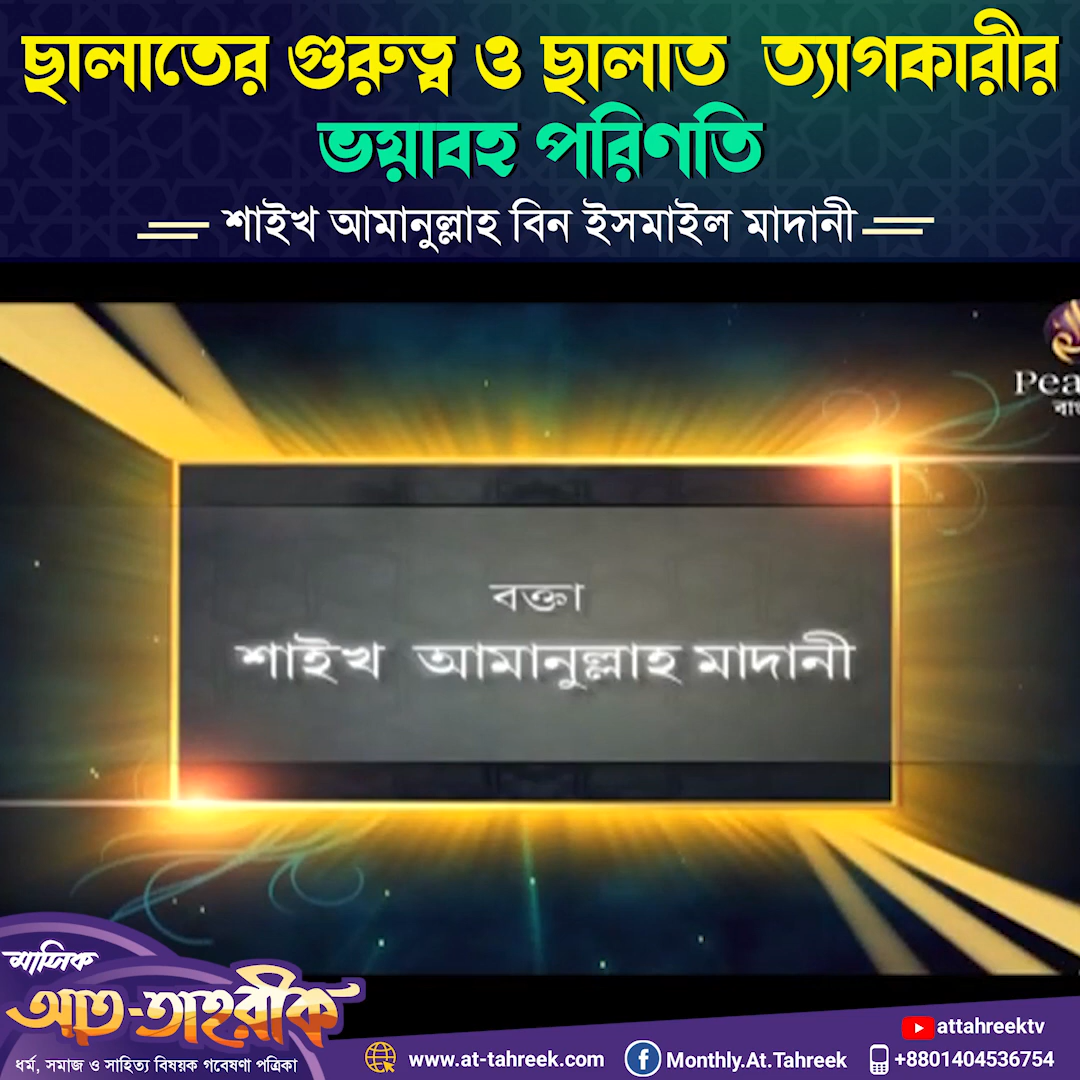 ছালাতের গুরুত্ব ও ছালাত ত্যাগকারীর
ভয়াবহ পরিণতি
শাইখ আমানুল্লাহ বিন ইসমাইল মাদানী
Pea
বক্তা
শাইখ আমানুল্লাহ মাদানী
মাসিক
আত-তাহরীক
ধর্ম, সমাজ ও সাহিত্য বিষয়ক গবেষণা পত্রিকা
attahreektv
www.at-tahreek.com
Monthly.At.Tahreek
+8801404536754